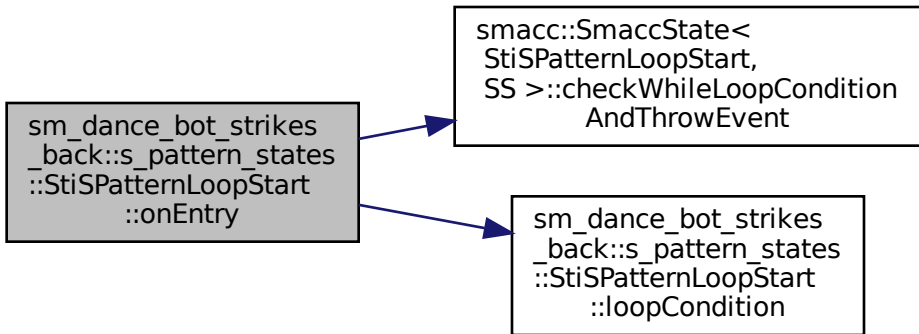 sm_dance_bot_strikes
_back::s_pattern_states
::StiSPatternLoopStart
::onEntry
smacc::SmaccState<
StiSPatternLoopStart,
SS >::checkWhileLoopCondition
AndThrowEvent
sm_dance_bot_strikes
_back::s_pattern_states
::StiSPatternLoopStart
::loopCondition